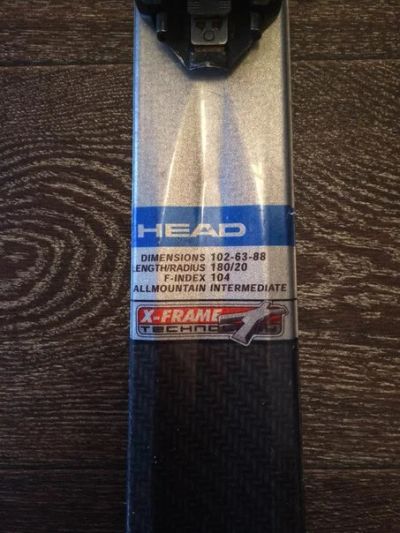 HEAD
DIMENSIONS 102-63-88
LENGTH/RADIUS 180/20
F-INDEX 104
ALLMOUNTAIN INTERMEDIATE
X-FRAME